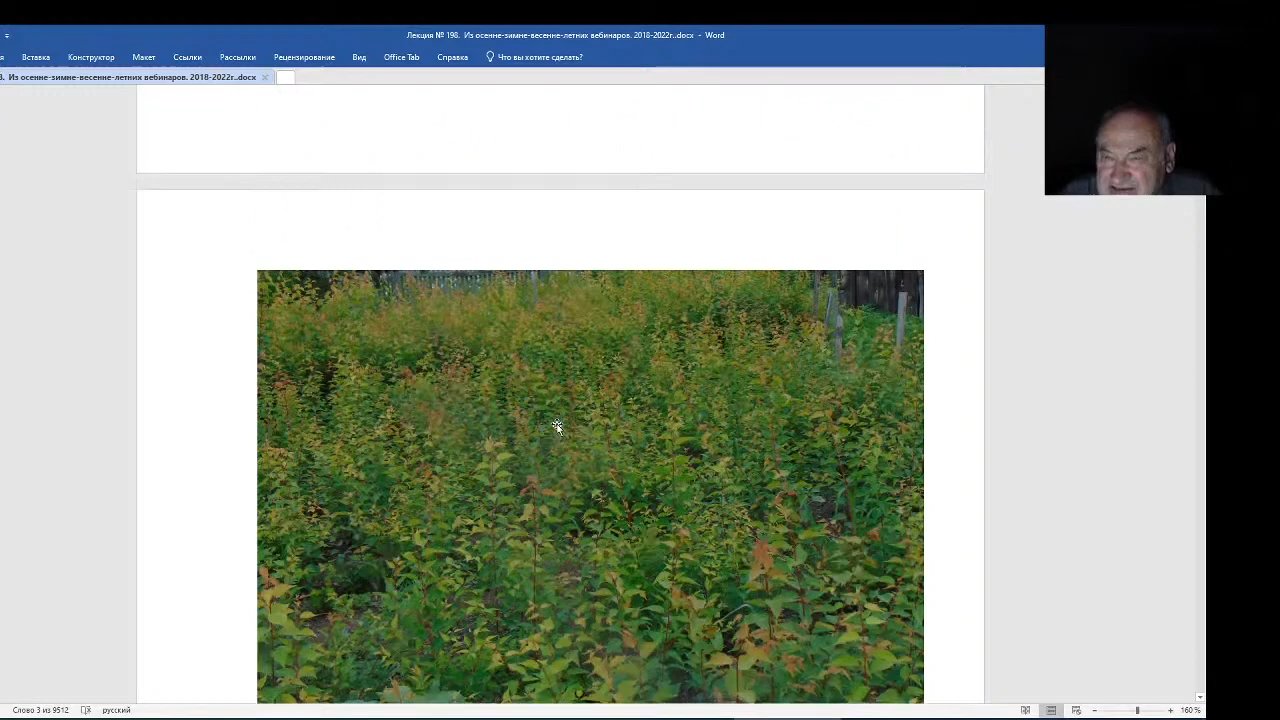 Лекция № 198. Из осенне-зимне-весенне-летних вебинаров. 2018-2022г..docx - Word
Вставка Конструктор Макет Ссылки Рассылки Рецензирование Вид Office Tab Справка Что вы хотите сделать?
8. Из осенне-зимне-весенне-летних вебинаров. 2018-2022г..docx
Слово 3 из 9512 русский 160 %